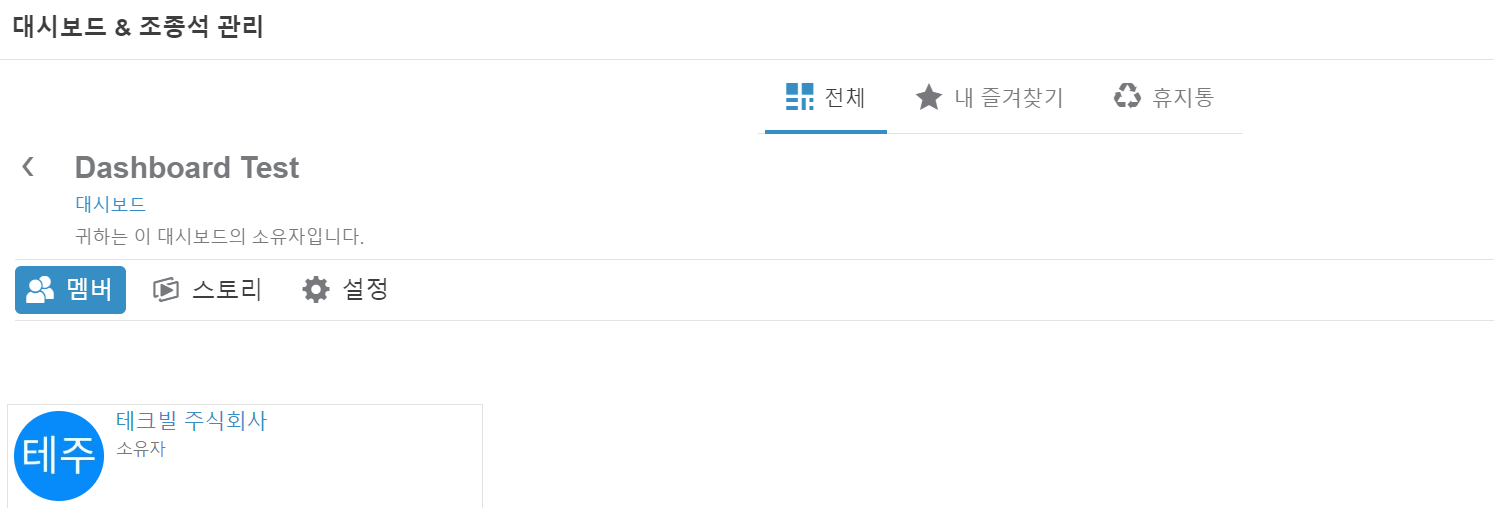 대시보드 & 조종석 관리
전체 내 즐겨찾기 휴지통
Dashboard Test
대시보드
귀하는 이 대시보드의 소유자입니다.
멤버 스토리 설정
테주 테크빌 주식회사
소유자